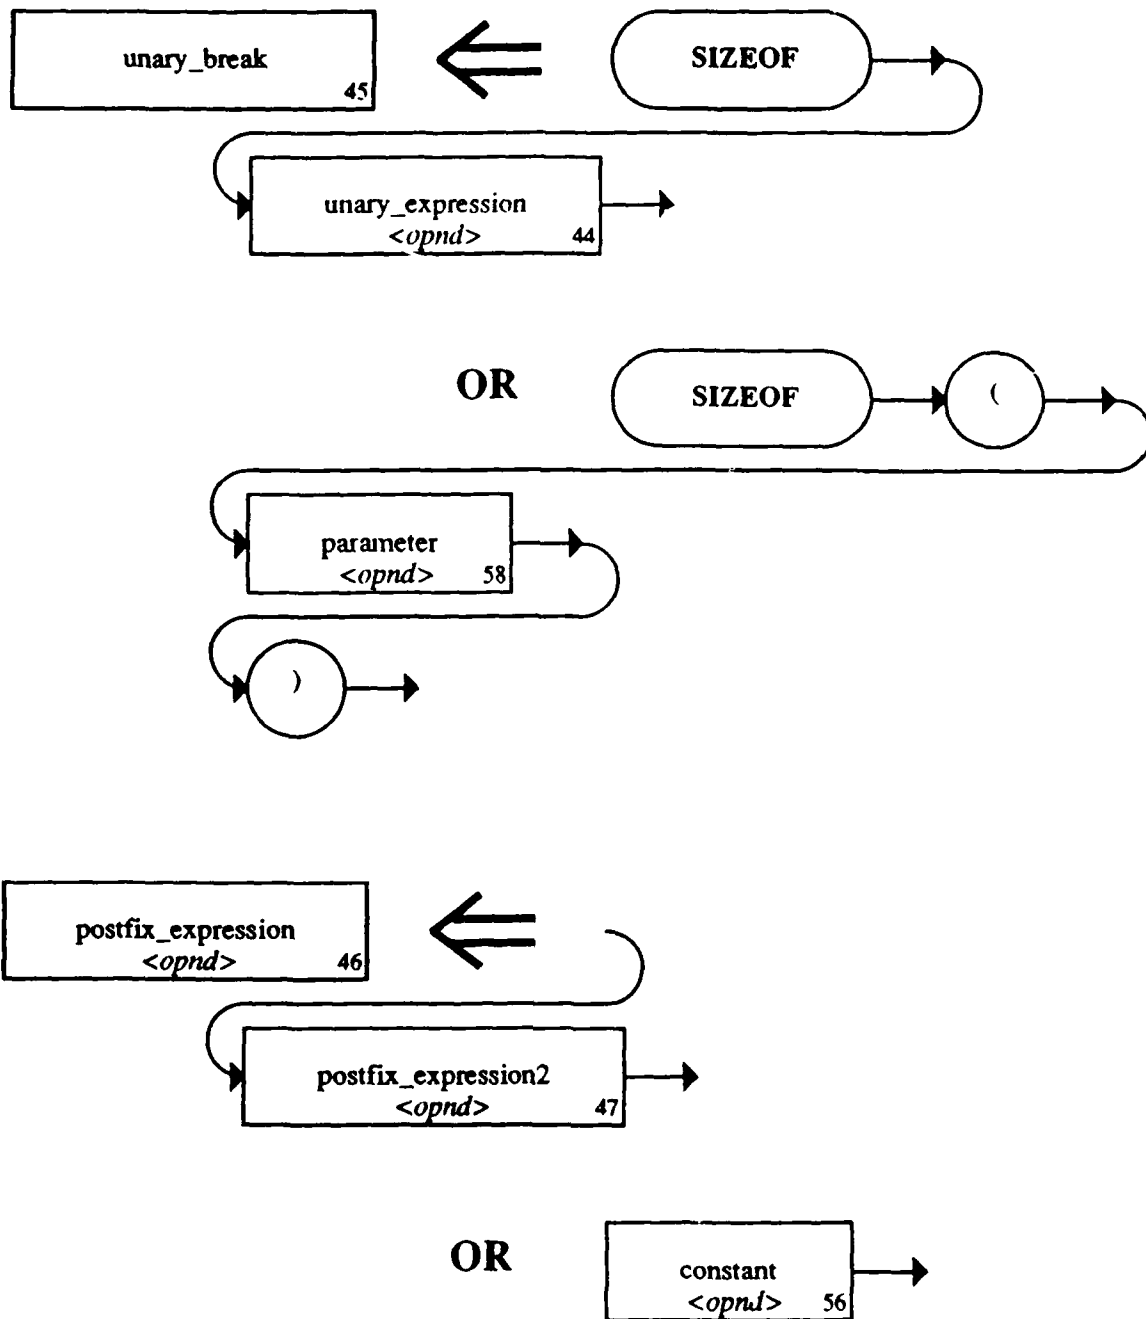 unary_break
45
SIZEOF
unary_expression
<opnd>
44
OR
SIZEOF
(
parameter
<opnd>
58
)
postfix_expression
<opnd>
46
postfix_expression2
<opnd>
47
OR
constant
<opnd>
56